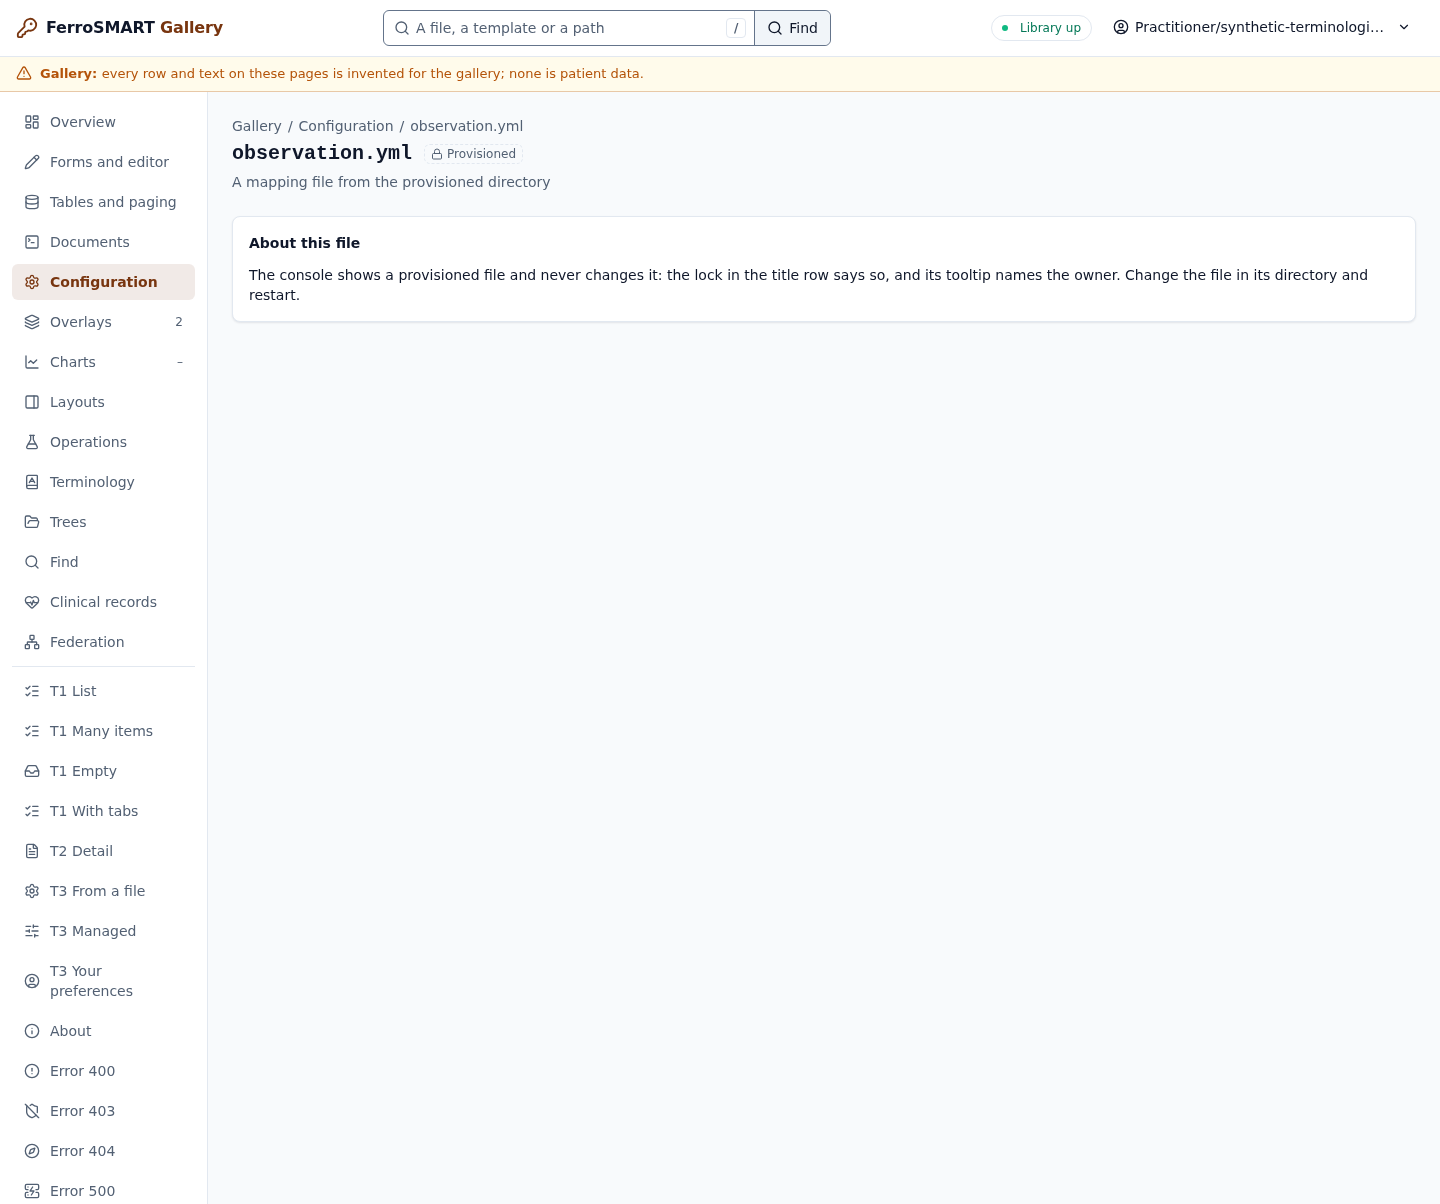 FerroSMART Gallery
A file, a template or a path
/
Find
Library up
Practitioner/synthetic-terminologi…
Gallery: every row and text on these pages is invented for the gallery; none is patient data.
Overview
Forms and editor
Tables and paging
Documents
Configuration
Overlays 2
Charts –
Layouts
Operations
Terminology
Trees
Find
Clinical records
Federation
T1 List
T1 Many items
T1 Empty
T1 With tabs
T2 Detail
T3 From a file
T3 Managed
T3 Your
preferences
About
Error 400
Error 403
Error 404
Error 500
Gallery / Configuration / observation.yml
observation.yml Provisioned
A mapping file from the provisioned directory
About this file
The console shows a provisioned file and never changes it: the lock in the title row says so, and its tooltip names the owner. Change the file in its directory and
restart.